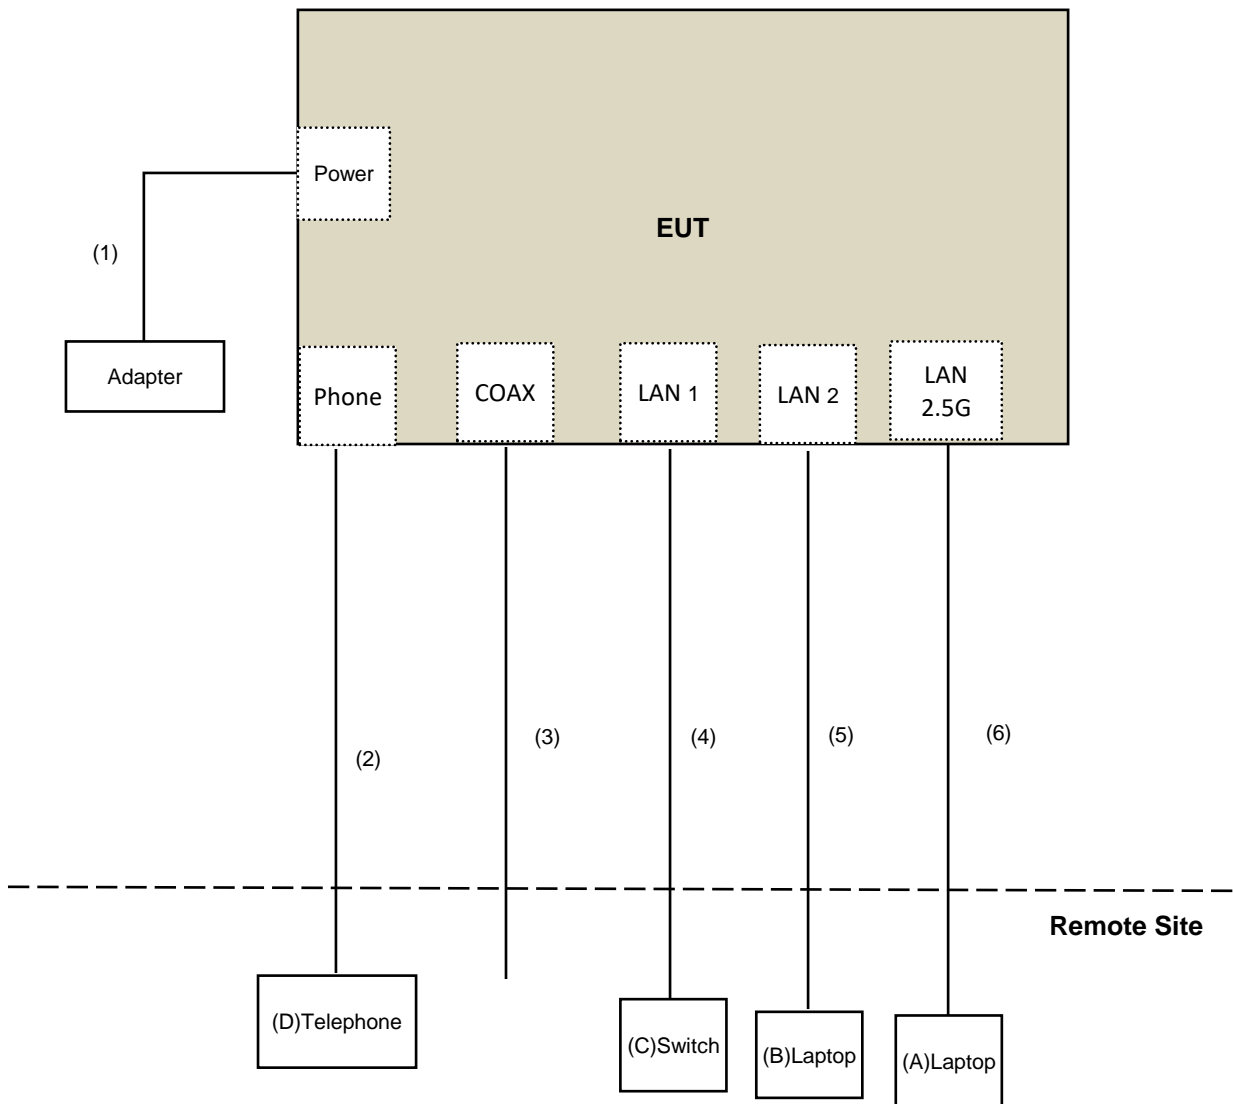 Power
EUT
(1)
Adapter
Phone
COAX
LAN 1
LAN 2
LAN
2.5G
(2)
(3)
(4)
(5)
(6)
Remote Site
(D)Telephone
(C)Switch
(B)Laptop
(A)Laptop